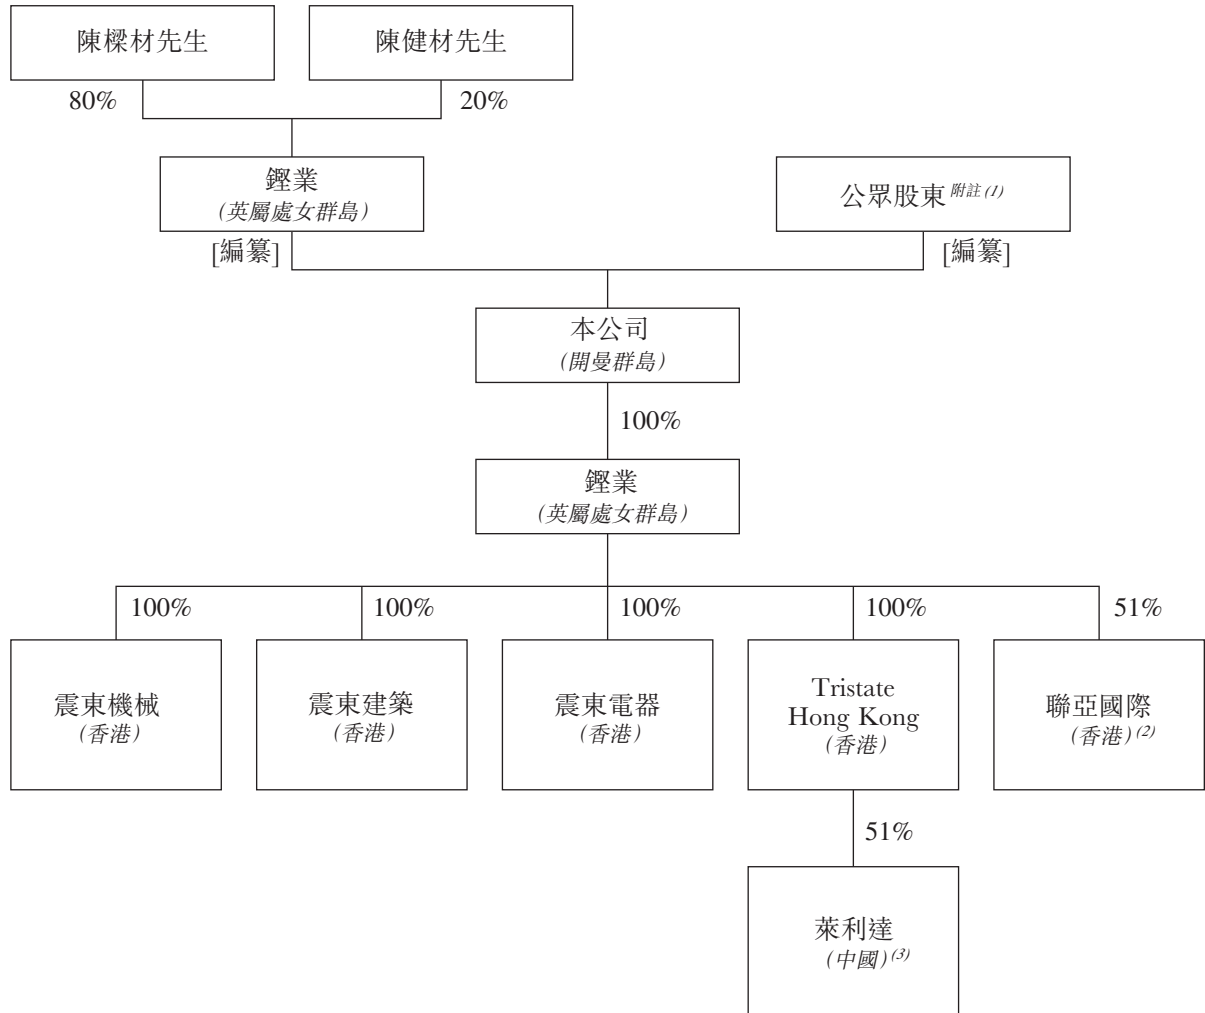 陳樑材先生
陳健材先生
80%
20%
鏗業
(英屬處女群島)
公眾股東附註(1)
[編纂]
[編纂]
本公司
(開曼群島)
100%
鏗業
(英屬處女群島)
100%
100%
100%
100%
51%
震東機械
(香港)
震東建築
(香港)
震東電器
(香港)
Tristate
Hong Kong
(香港)
聯亞國際
(香港)(2)
51%
萊利達
(中國)(3)